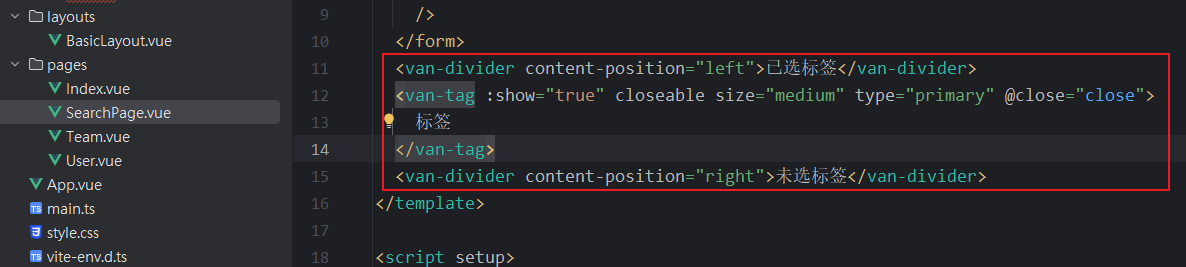 layouts
BasicLayout.vue
pages
Index.vue
SearchPage.vue
Team.vue
User.vue
App.vue
TS main.ts
style.css
TS vite-env.d.ts
9 />
10 </form>
11 <van-divider content-position="left">已选标签</van-divider>
12 <van-tag :show="true" closeable size="medium" type="primary" @close="close">
13 标签
14 </van-tag>
15 <van-divider content-position="right">未选标签</van-divider>
16 </template>
17
18 <script setup>